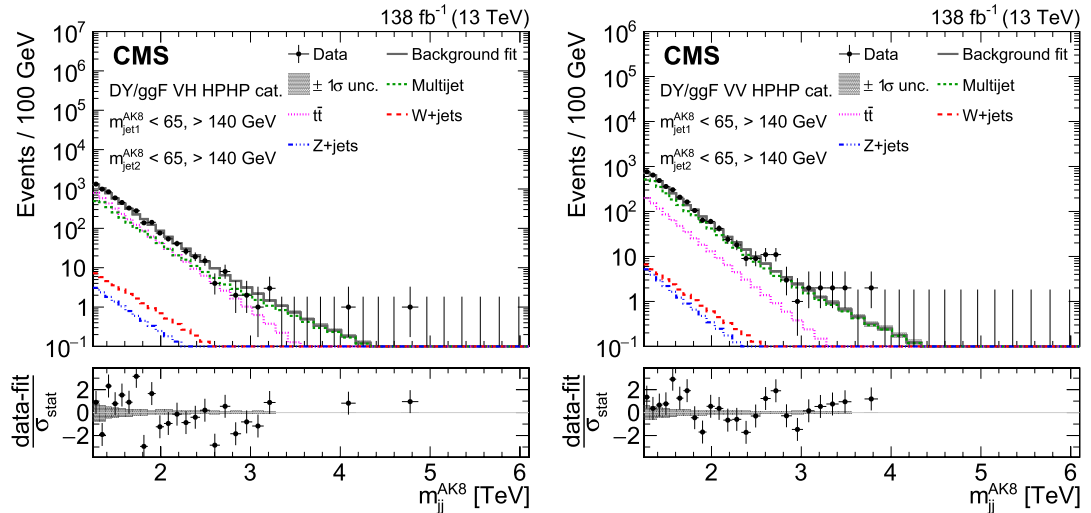 138 fb⁻¹ (13 TeV)
Events / 100 GeV
10⁷
10⁶
10⁵
10⁴
10³
10²
10
1
10⁻¹
CMS
DY/ggF VH HPHP cat.
m_jet1^AK8 < 65, > 140 GeV
m_jet2^AK8 < 65, > 140 GeV
Data
± 1σ unc.
tt̄
Z+jets
Background fit
Multijet
W+jets
data-fit
σ_stat
2
0
−2
2 3 4 5 6
m_jj^AK8 [TeV]
138 fb⁻¹ (13 TeV)
Events / 100 GeV
10⁶
10⁵
10⁴
10³
10²
10
1
10⁻¹
CMS
DY/ggF VV HPHP cat.
m_jet1^AK8 < 65, > 140 GeV
m_jet2^AK8 < 65, > 140 GeV
Data
± 1σ unc.
tt̄
Z+jets
Background fit
Multijet
W+jets
data-fit
σ_stat
2
0
−2
2 3 4 5 6
m_jj^AK8 [TeV]